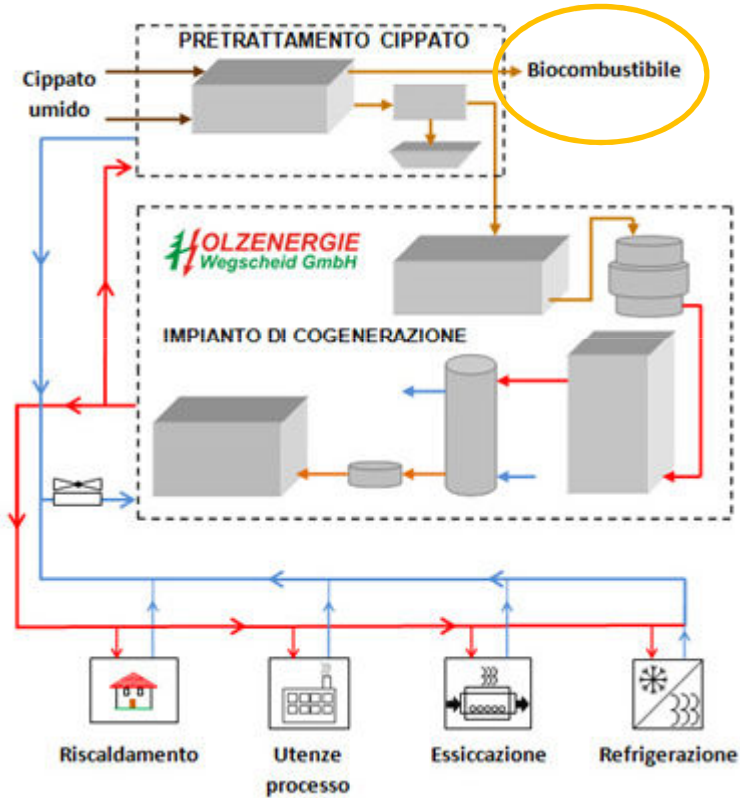 PRETRATTAMENTO CIPPATO
Cippato
umido
Biocombustibile
HOLZENERGIE
Wegscheid GmbH
IMPIANTO DI COGENERAZIONE
Riscaldamento
Utenze
processo
Essiccazione
Refrigerazione